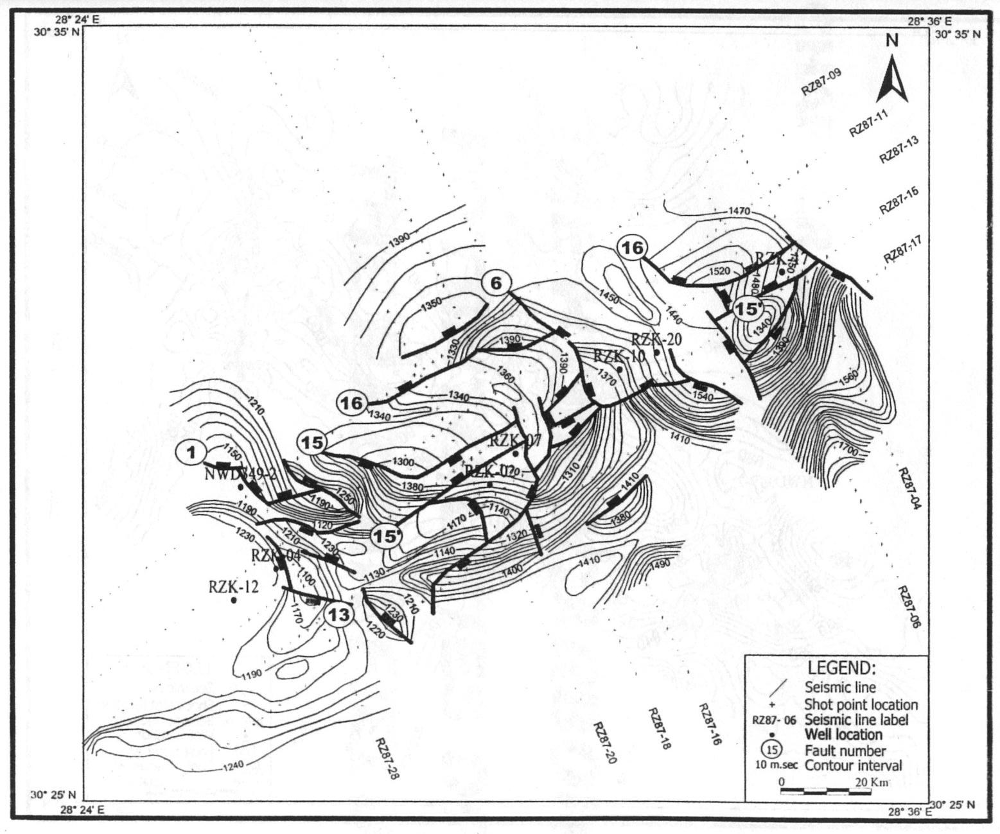 28° 24' E
28° 36' E
30° 35' N
30° 35' N
N
RZ87-09
RZ87-11
RZ87-13
RZ87-15
RZ87-17
1470
16
1390
1520
1450
1480
6
1450
1350
1440
15'
1340
RZK-20
1390
1330
1390
RZK-10
1390
1360
1370
1560
1540
1340
16
1340
1210
1410
15
1150
1
RZK-07
1700
1300
1310
NWD349-2
1380
1410
RZ87-04
1250
1190
1190
1140
1380
1170
1120
1210
1230
15'
1320
1230
1140
RZK-04
1410
1490
1130
1400
1100
RZK-12
1210
RZ87-06
1170
13
1230
1220
1190
1240
RZ87-28
RZ87-20
RZ87-18
RZ87-16
LEGEND:
Seismic line
Shot point location
RZ87- 06 Seismic line label
Well location
15 Fault number
10 m.sec Contour interval
0 20 Km
30° 25' N
30° 25' N
28° 24' E
28° 36' E